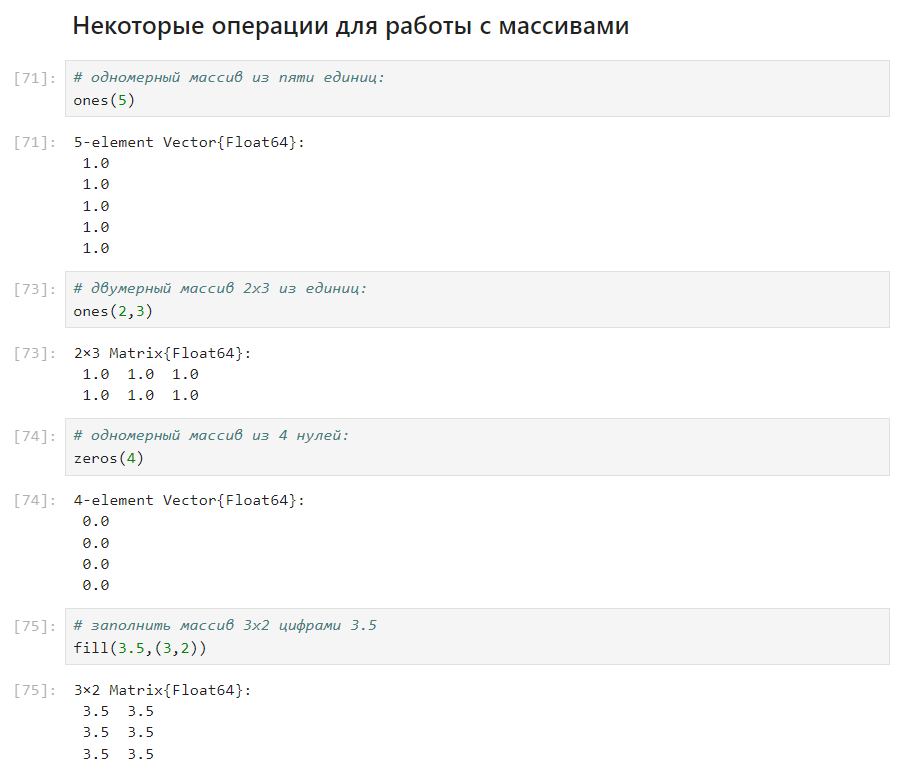 Некоторые операции для работы с массивами
[71]: # одномерный массив из пяти единиц:
ones(5)
[71]: 5-element Vector{Float64}:
1.0
1.0
1.0
1.0
1.0
[73]: # двумерный массив 2x3 из единиц:
ones(2,3)
[73]: 2×3 Matrix{Float64}:
1.0  1.0  1.0
1.0  1.0  1.0
[74]: # одномерный массив из 4 нулей:
zeros(4)
[74]: 4-element Vector{Float64}:
0.0
0.0
0.0
0.0
[75]: # заполнить массив 3x2 цифрами 3.5
fill(3.5,(3,2))
[75]: 3×2 Matrix{Float64}:
3.5  3.5
3.5  3.5
3.5  3.5